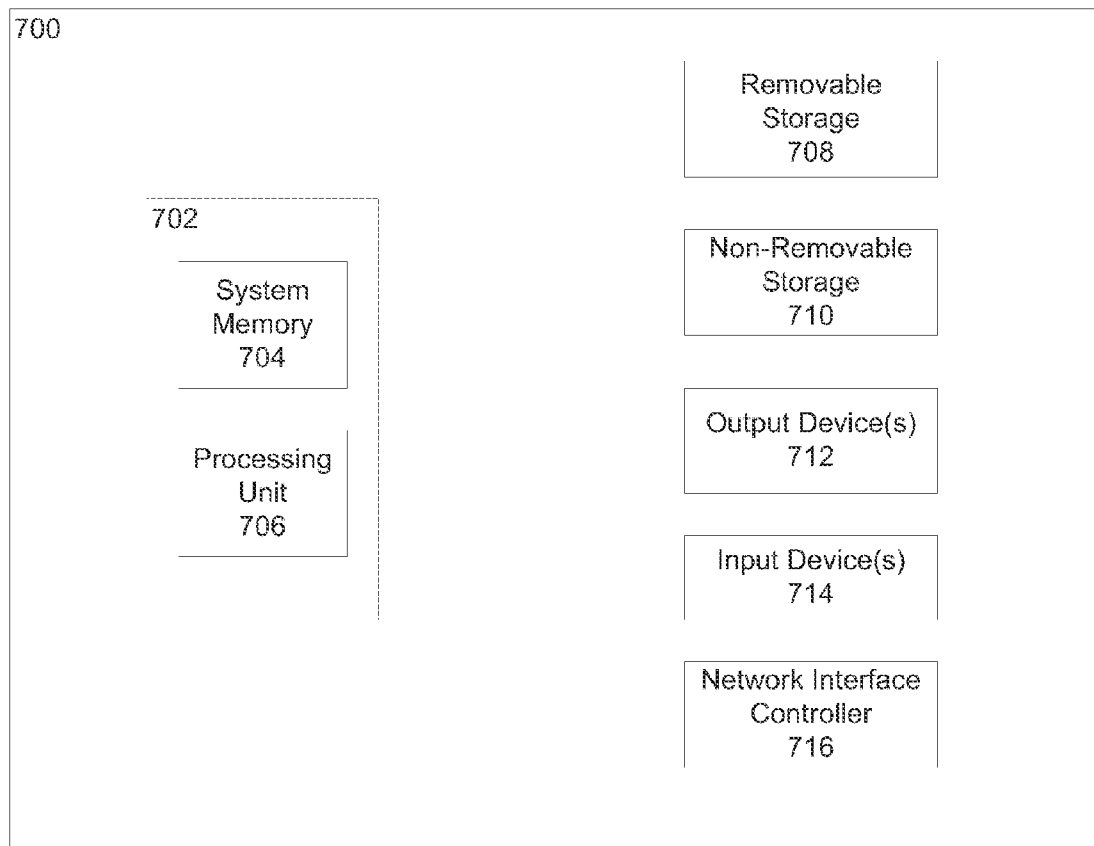 700
Removable
Storage
708
702
System
Memory
704
Processing
Unit
706
Non-Removable
Storage
710
Output Device(s)
712
Input Device(s)
714
Network Interface
Controller
716